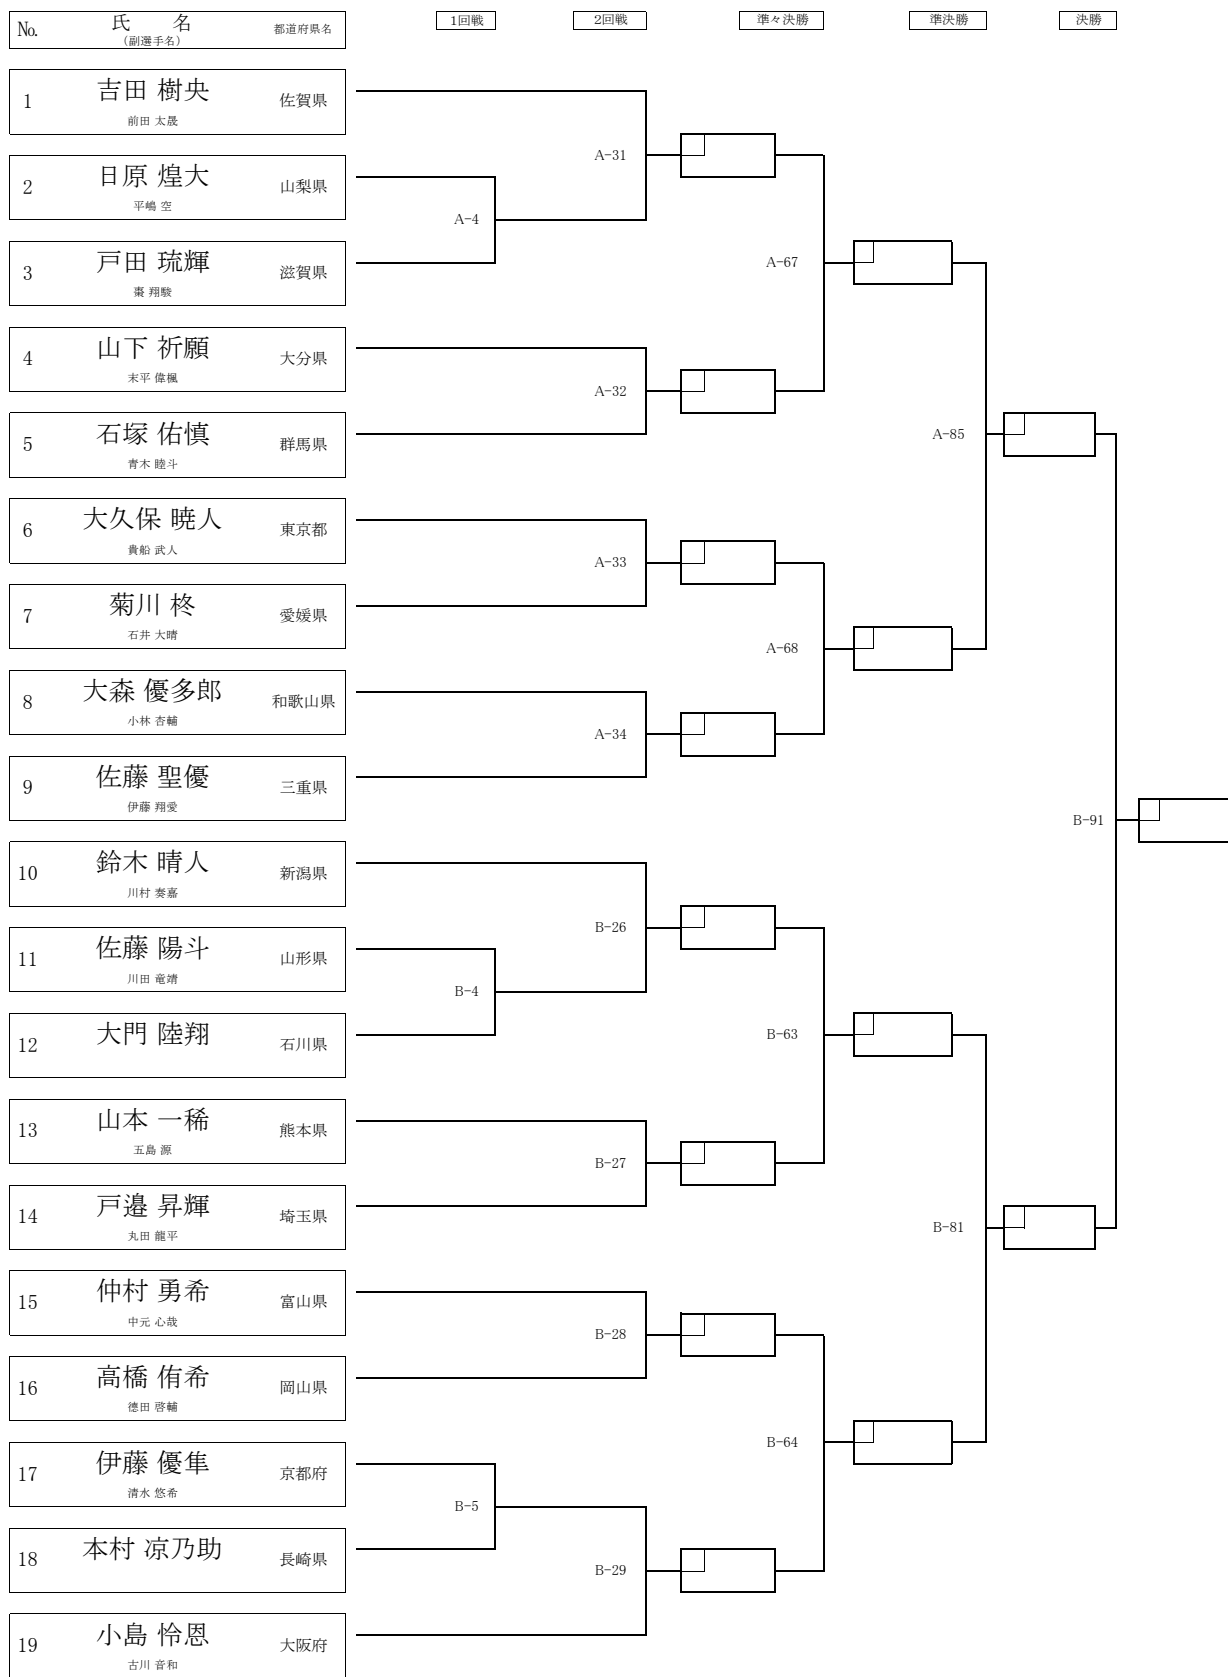 No. 氏 名 都道府県名 1回戦 2回戦 準々決勝 準決勝 決勝
(副選手名)
1 吉田 樹央 佐賀県
前田 太晟
A-31
2 日原 煌大 山梨県
平嶋 空
A-4
3 戸田 琉輝 滋賀県
棗 翔駿
A-67
4 山下 祈願 大分県
末平 偉楓
A-32
5 石塚 佑慎 群馬県
青木 睦斗
A-85
6 大久保 暁人 東京都
貴船 武人
A-33
7 菊川 柊 愛媛県
石井 大晴
A-68
8 大森 優多郎 和歌山県
小林 杏輔
A-34
9 佐藤 聖優 三重県
伊藤 翔愛
B-91
10 鈴木 晴人 新潟県
川村 奏嘉
B-26
11 佐藤 陽斗 山形県
川田 竜靖
B-4
12 大門 陸翔 石川県
B-63
13 山本 一稀 熊本県
五島 源
B-27
14 戸邉 昇輝 埼玉県
丸田 龍平
B-81
15 仲村 勇希 富山県
中元 心哉
B-28
16 高橋 侑希 岡山県
德田 啓輔
B-64
17 伊藤 優隼 京都府
清水 悠希
B-5
18 本村 凉乃助 長崎県
B-29
19 小島 怜恩 大阪府
古川 音和